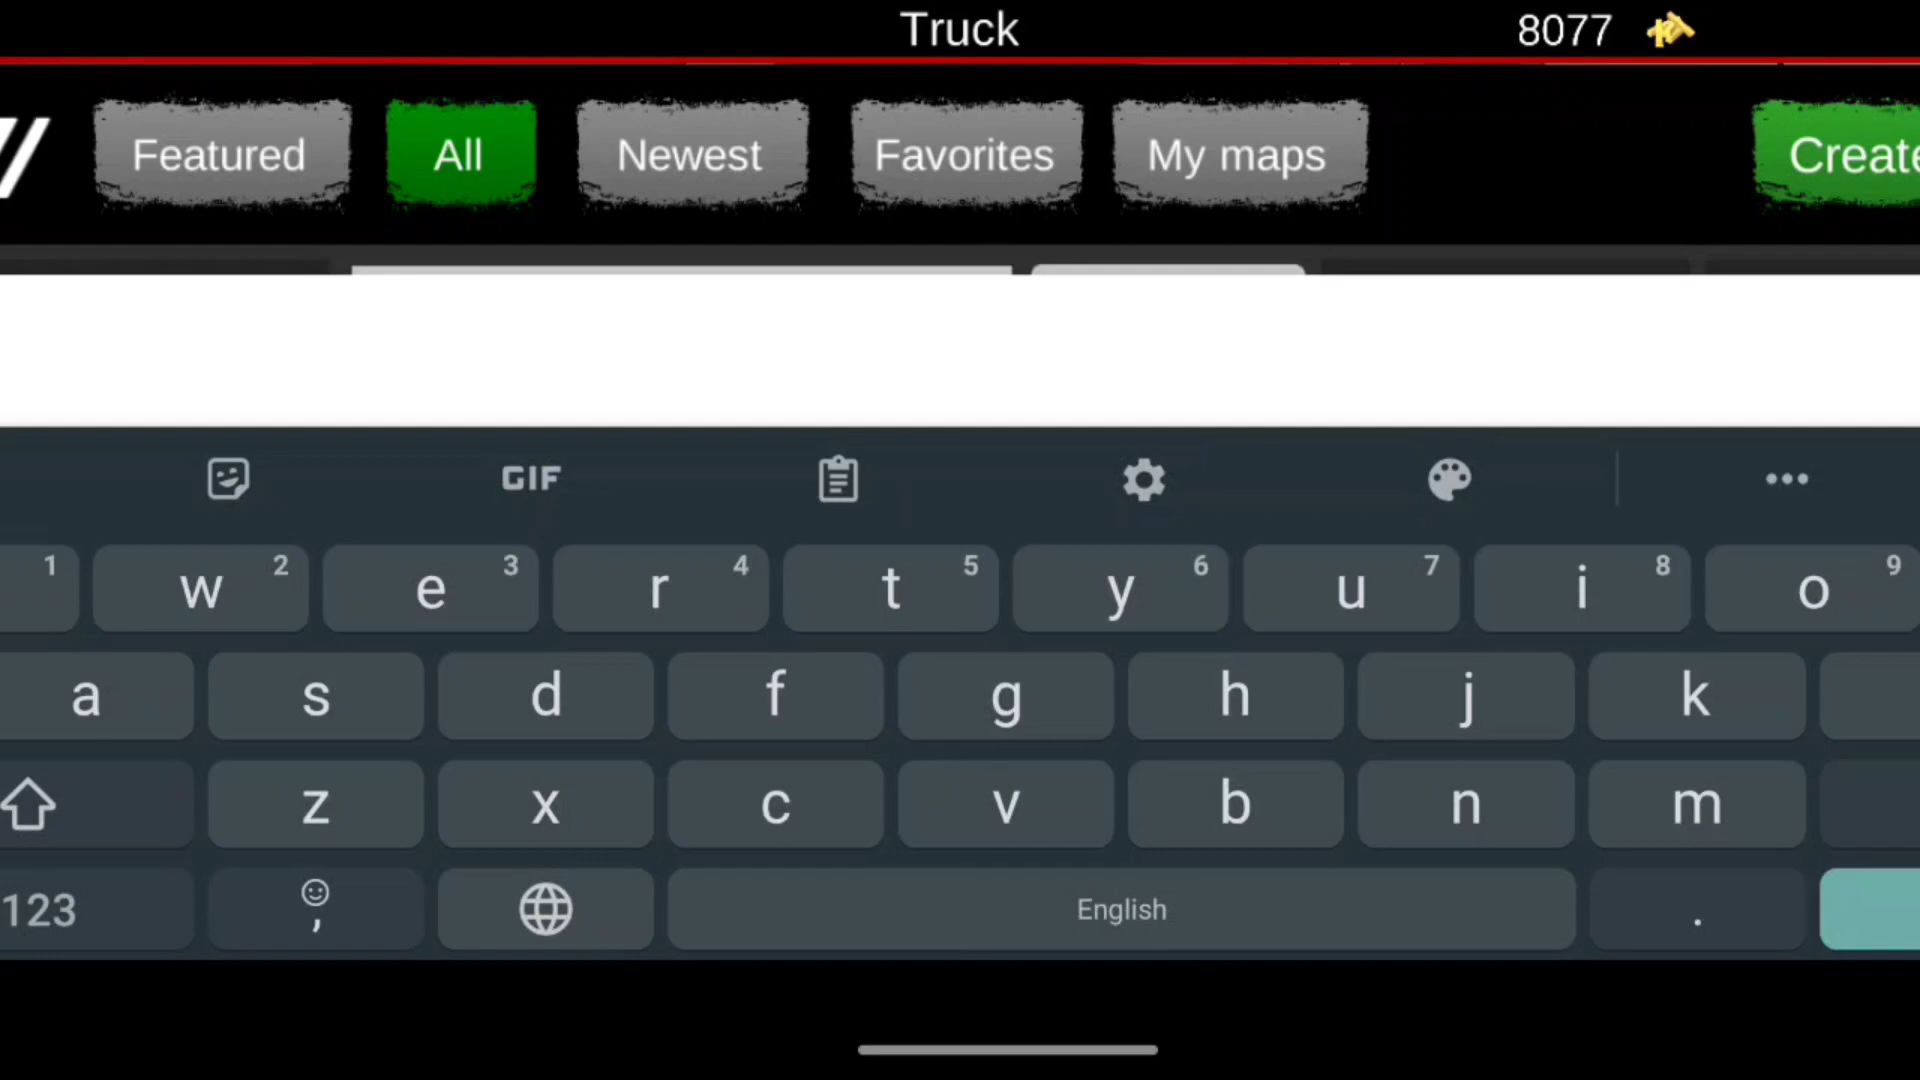 Truck 8077
Featured All Newest Favorites My maps Create
GIF
1 w 2 e 3 r 4 t 5 y 6 u 7 i 8 o 9
a s d f g h j k
z x c v b n m
123 , English .